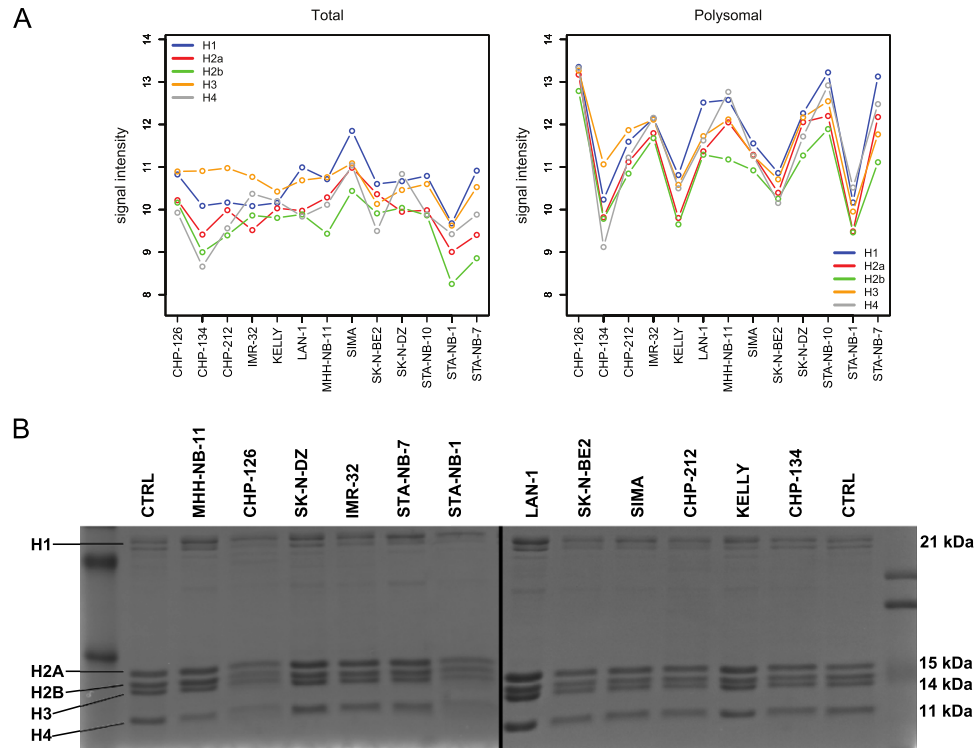 A
Total
Polysomal
signal intensity
14
13
12
11
10
9
8
H1
H2a
H2b
H3
H4
CHP-126
CHP-134
CHP-212
IMR-32
KELLY
LAN-1
MHH-NB-11
SIMA
SK-N-BE2
SK-N-DZ
STA-NB-10
STA-NB-1
STA-NB-7
signal intensity
14
13
12
11
10
9
8
H1
H2a
H2b
H3
H4
CHP-126
CHP-134
CHP-212
IMR-32
KELLY
LAN-1
MHH-NB-11
SIMA
SK-N-BE2
SK-N-DZ
STA-NB-10
STA-NB-1
STA-NB-7
B
CTRL
MHH-NB-11
CHP-126
SK-N-DZ
IMR-32
STA-NB-7
STA-NB-1
LAN-1
SK-N-BE2
SIMA
CHP-212
KELLY
CHP-134
CTRL
H1
H2A
H2B
H3
H4
21 kDa
15 kDa
14 kDa
11 kDa